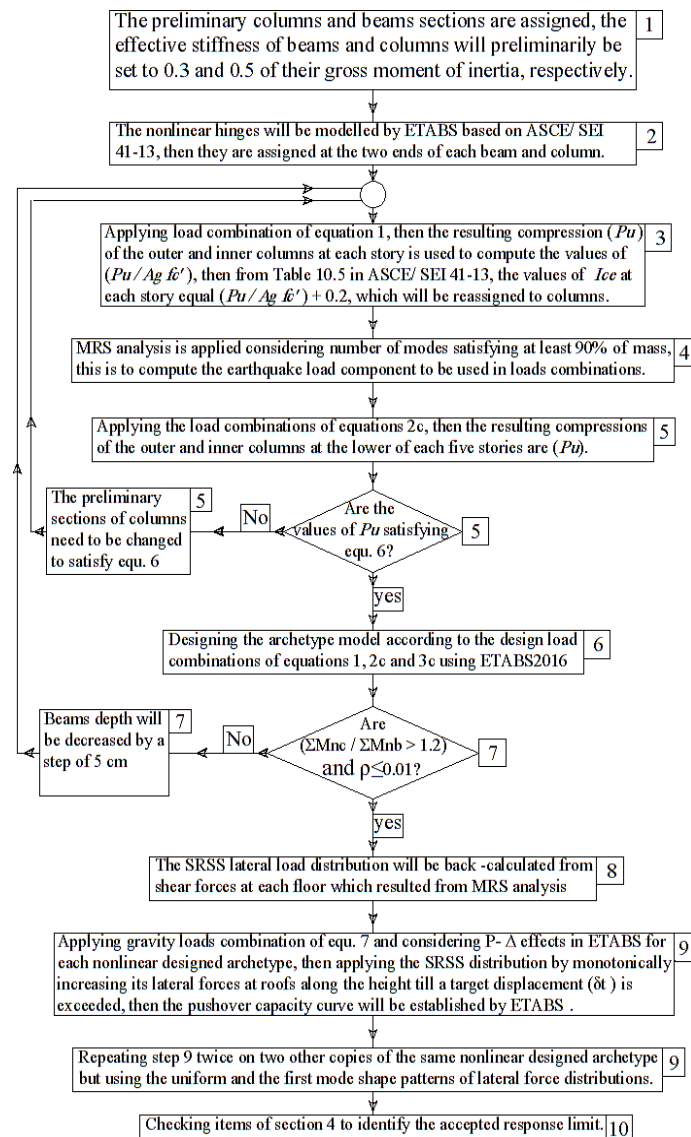 The preliminary columns and beams sections are assigned, the
1
effective stiffness of beams and columns will preliminarily be
set to 0.3 and 0.5 of their gross moment of inertia, respectively.
The nonlinear hinges will be modelled by ETABS based on ASCE/ SEI
2
41-13, then they are assigned at the two ends of each beam and column.
Applying load combination of equation 1, then the resulting compression (Pu)
3
of the outer and inner columns at each story is used to compute the values of
(Pu / Ag fc'), then from Table 10.5 in ASCE/ SEI 41-13, the values of Ice at
each story equal (Pu / Ag fc') + 0.2, which will be reassigned to columns.
MRS analysis is applied considering number of modes satisfying at least 90% of mass,
4
this is to compute the earthquake load component to be used in loads combinations.
Applying the load combinations of equations 2c, then the resulting compressions
5
of the outer and inner columns at the lower of each five stories are (Pu).
The
5
preliminary
sections of columns
need to be changed
to satisfy equ. 6
No
Are the
values of Pu satisfying
equ. 6?
5
yes
Designing the archetype model according to the design load
6
combinations of equations 1, 2c and 3c using ETABS2016
Beams depth will
7
be decreased by a
step of 5 cm
No
Are
(ΣMnc / ΣMnb > 1.2)
and ρ≤0.01?
7
yes
The SRSS lateral load distribution will be back -calculated from
8
shear forces at each floor which resulted from MRS analysis
Applying gravity loads combination of equ. 7 and considering P- Δ effects in ETABS for
9
each nonlinear designed archetype, then applying the SRSS distribution by monotonically
increasing its lateral forces at roofs along the height till a target displacement (δt ) is
exceeded, then the pushover capacity curve will be established by ETABS .
Repeating step 9 twice on two other copies of the same nonlinear designed archetype
9
but using the uniform and the first mode shape patterns of lateral force distributions.
Checking items of section 4 to identify the accepted response limit.
10